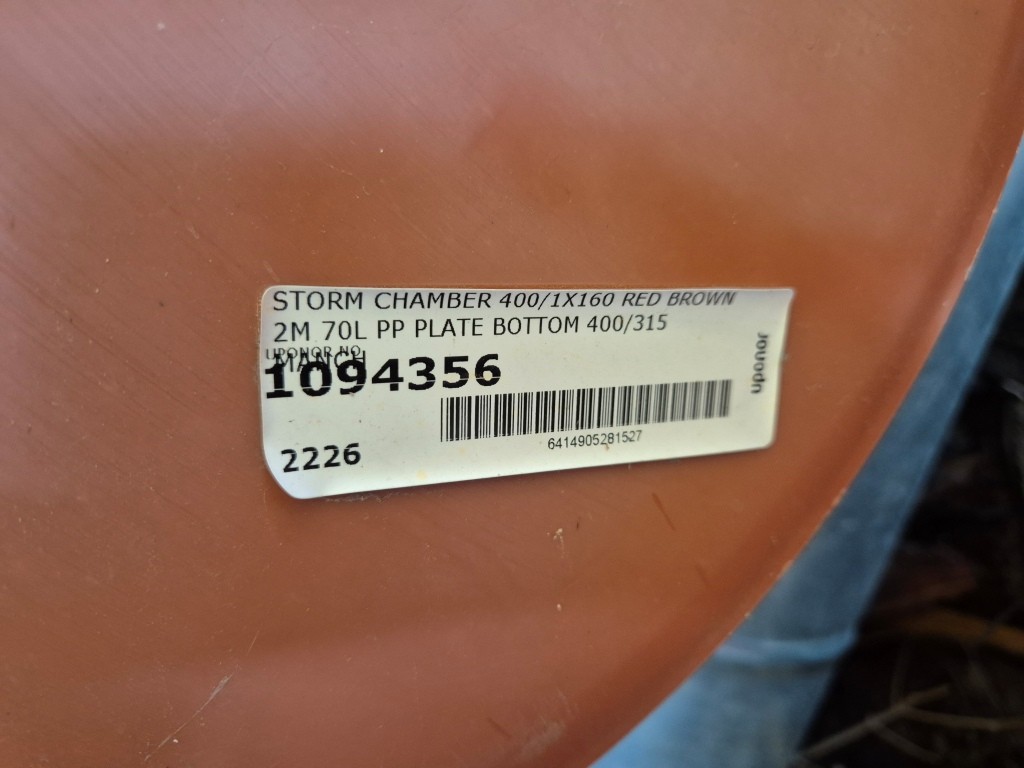 STORM CHAMBER 400/1X160 RED BROWN
2M 70L PP PLATE BOTTOM 400/315
MANCH
UPONOR NO
1094356
uponor
6414905281527
2226